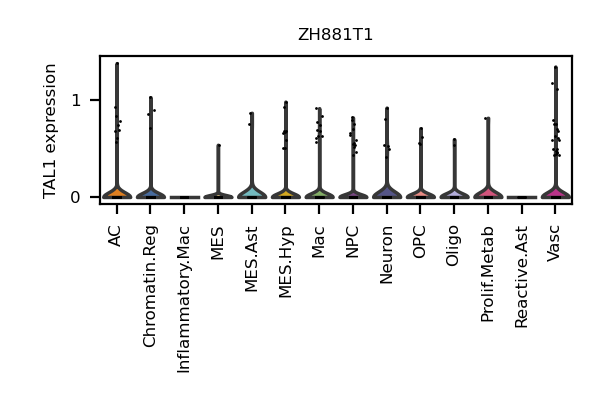 ZH881T1
TAL1 expression
1
0
AC
Chromatin.Reg
Inflammatory.Mac
MES
MES.Ast
MES.Hyp
Mac
NPC
Neuron
OPC
Oligo
Prolif.Metab
Reactive.Ast
Vasc